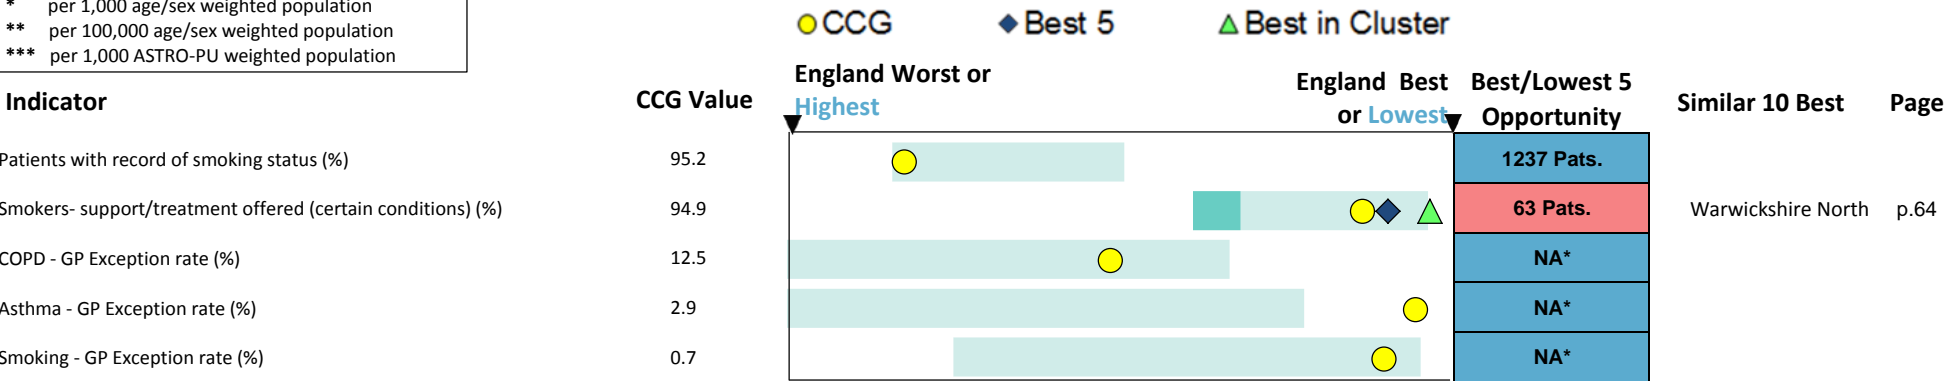 * per 1,000 age/sex weighted population
** per 100,000 age/sex weighted population
*** per 1,000 ASTRO-PU weighted population
CCG Best 5 Best in Cluster
Indicator CCG Value England Worst or Highest England Best or Lowest Best/Lowest 5 Opportunity Similar 10 Best Page
Patients with record of smoking status (%) 95.2 1237 Pats.
Smokers- support/treatment offered (certain conditions) (%) 94.9 63 Pats. Warwickshire North p.64
COPD - GP Exception rate (%) 12.5 NA*
Asthma - GP Exception rate (%) 2.9 NA*
Smoking - GP Exception rate (%) 0.7 NA*